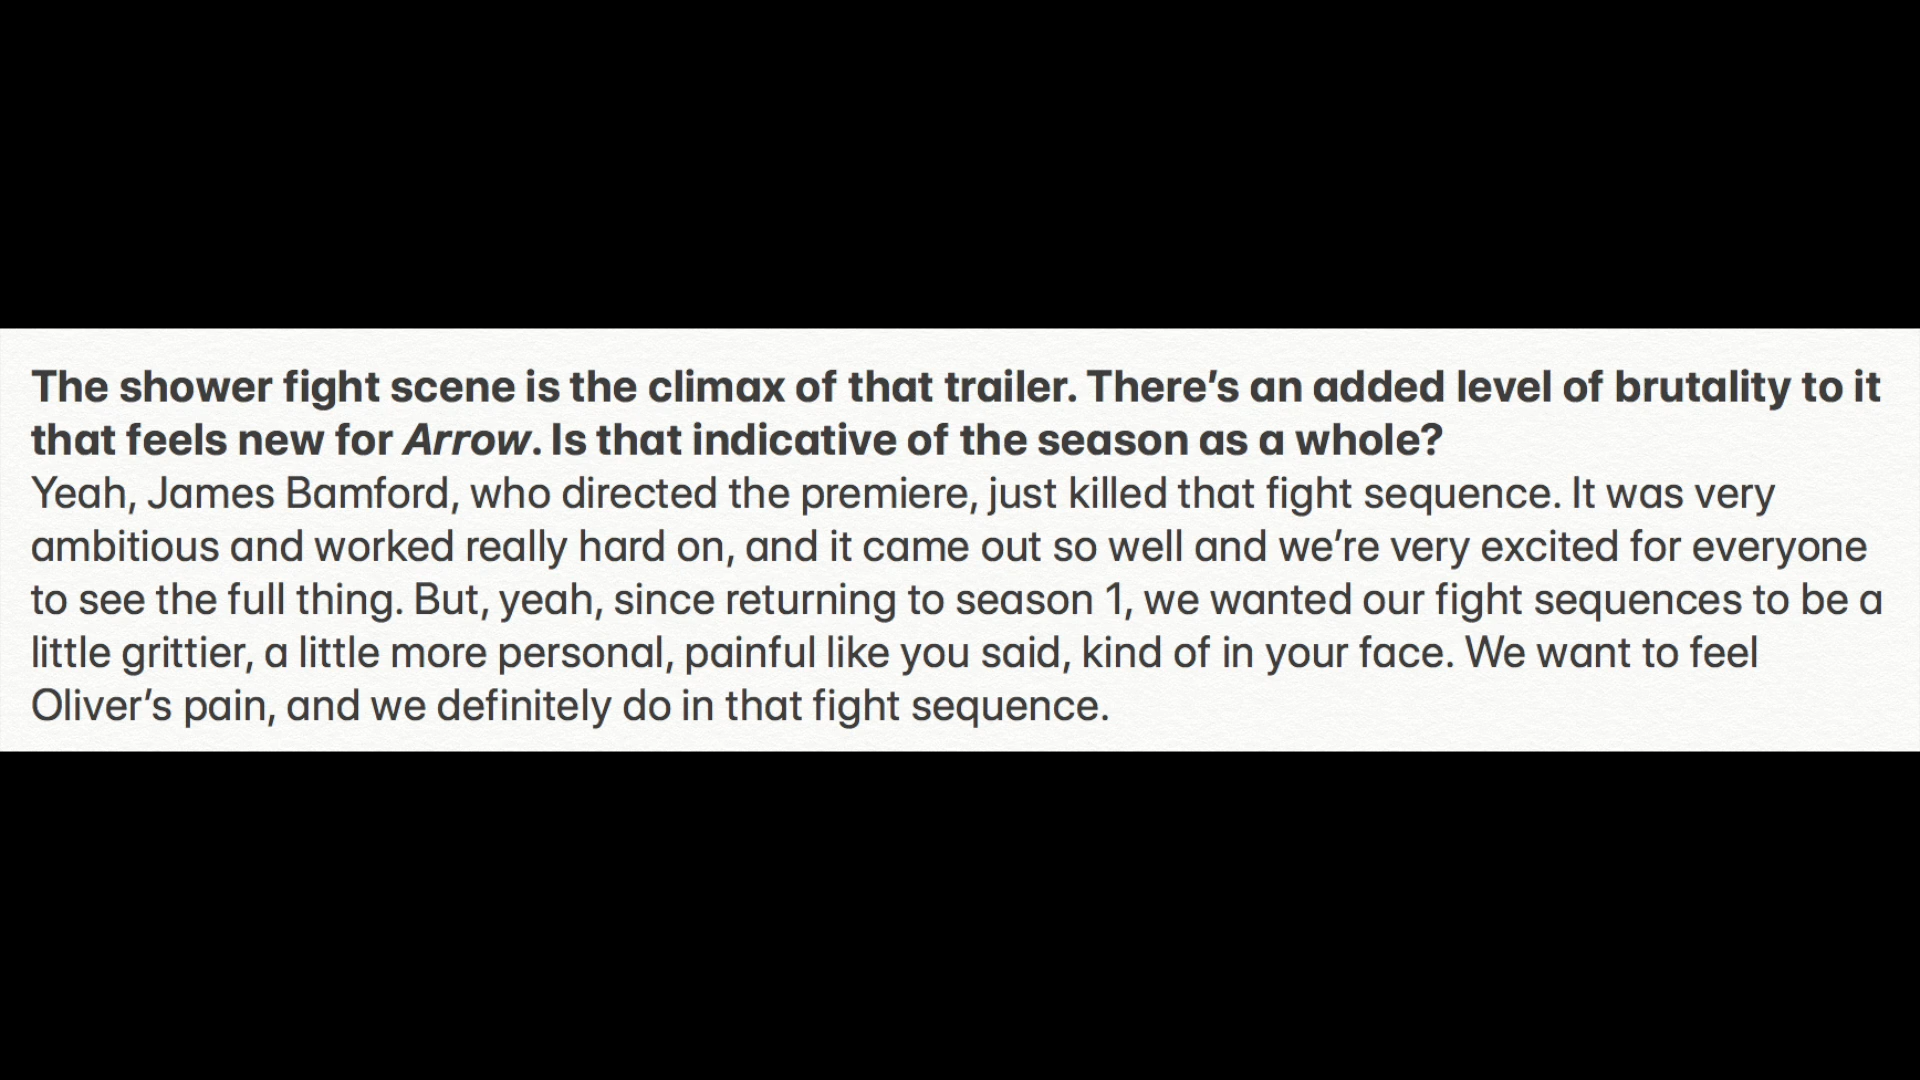 The shower fight scene is the climax of that trailer. There’s an added level of brutality to it
that feels new for Arrow. Is that indicative of the season as a whole?
Yeah, James Bamford, who directed the premiere, just killed that fight sequence. It was very
ambitious and worked really hard on, and it came out so well and we’re very excited for everyone
to see the full thing. But, yeah, since returning to season 1, we wanted our fight sequences to be a
little grittier, a little more personal, painful like you said, kind of in your face. We want to feel
Oliver’s pain, and we definitely do in that fight sequence.